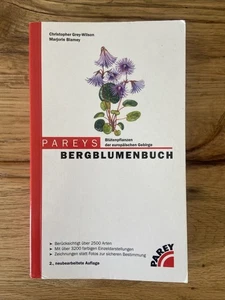 Christopher Grey-Wilson
Marjorie Blamey
PAREYS
Blütenpflanzen
der europäischen Gebirge
BERGBLUMENBUCH
Berücksichtigt über 2500 Arten
Mit über 3200 farbigen Einzeldarstellungen
Zeichnungen statt Fotos zur sicheren Bestimmung
2., neubearbeitete Auflage
PAREY